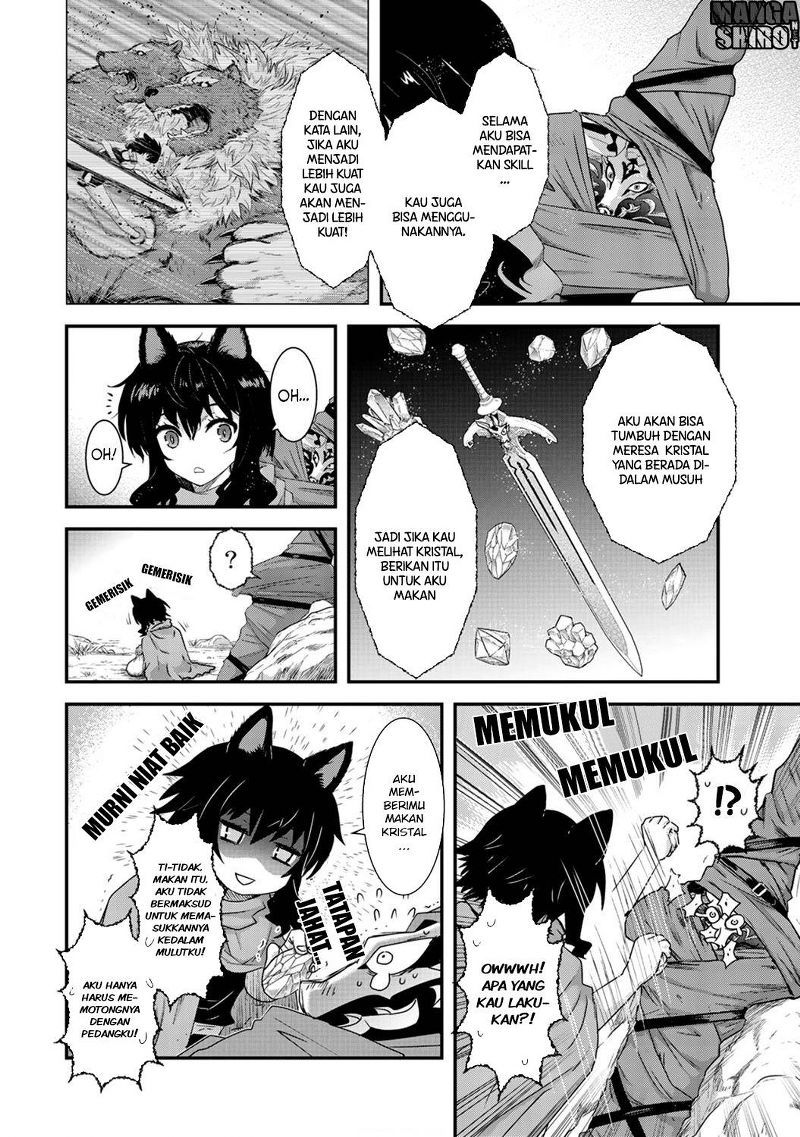 MANGA
SHIRO
NET
SELAMA
AKU BISA
MENDAPAT-
KAN SKILL
...
KAU JUGA
BISA MENGGU-
NAKANNYA.
DENGAN
KATA LAIN,
JIKA AKU
MENJADI
LEBIH KUAT
KAU JUGA
AKAN MEN-
JADI LEBIH
KUAT!
AKU AKAN BISA
TUMBUH DENGAN
MERESA KRISTAL
YANG BERADA DI-
DALAM MUSUH
JADI JIKA KAU
MELIHAT KRISTAL,
BERIKAN ITU
UNTUK AKU
MAKAN
OH...
OH!
?
GEMERISIK
GEMERISIK
MEMUKUL
MEMUKUL
!?
OWWWH!
APA YANG
KAU LAKU-
KAN?!
AKU
MEM-
BERIMU
MAKAN
KRISTAL
...
MURNI NIAT BAIK
TATAPAN
JAHAT...
TI-TIDAK.
MAKAN ITU,
AKU TIDAK
BERMAKSUD
UNTUK MEMA-
SUKKANNYA
KEDALAM
MULUTKU!
AKU HANYA
HARUS ME-
MOTONGNYA
DENGAN
PEDANGKU!